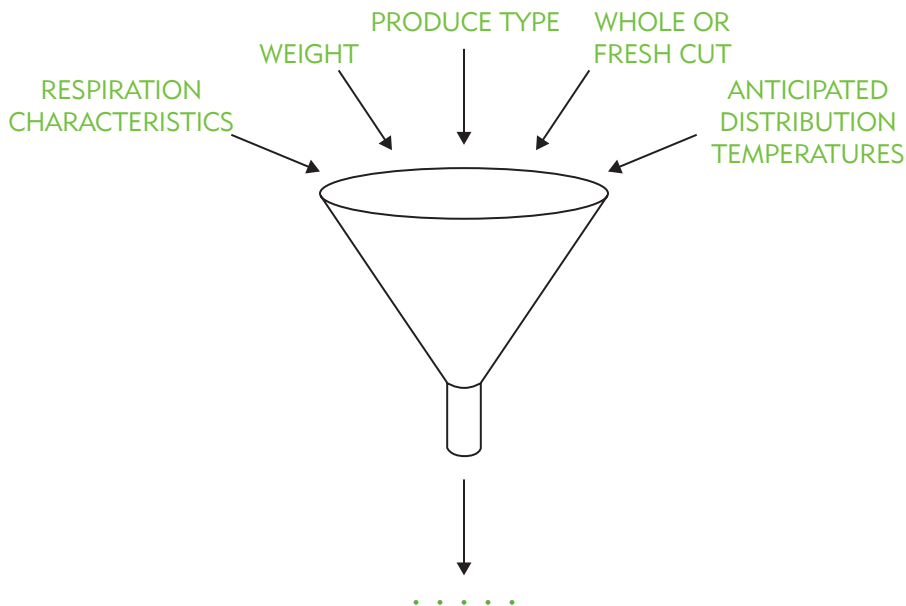 PRODUCE TYPE
WEIGHT
WHOLE OR
FRESH CUT
RESPIRATION
CHARACTERISTICS
ANTICIPATED
DISTRIBUTION
TEMPERATURES
. . . . .